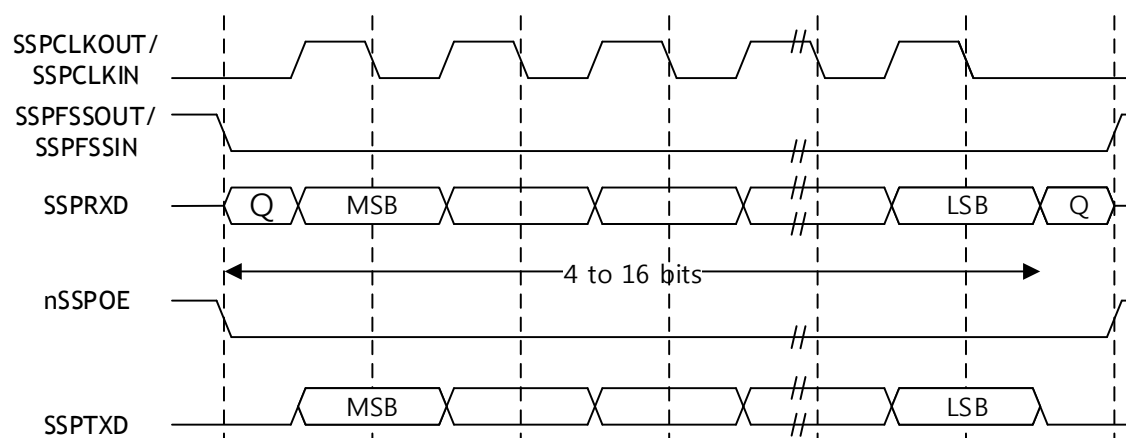 SSPCLKOUT/
SSPCLKIN
SSPFSSOUT/
SSPFSSIN
SSPRXD Q MSB LSB Q
4 to 16 bits
nSSPOE
SSPTXD MSB LSB